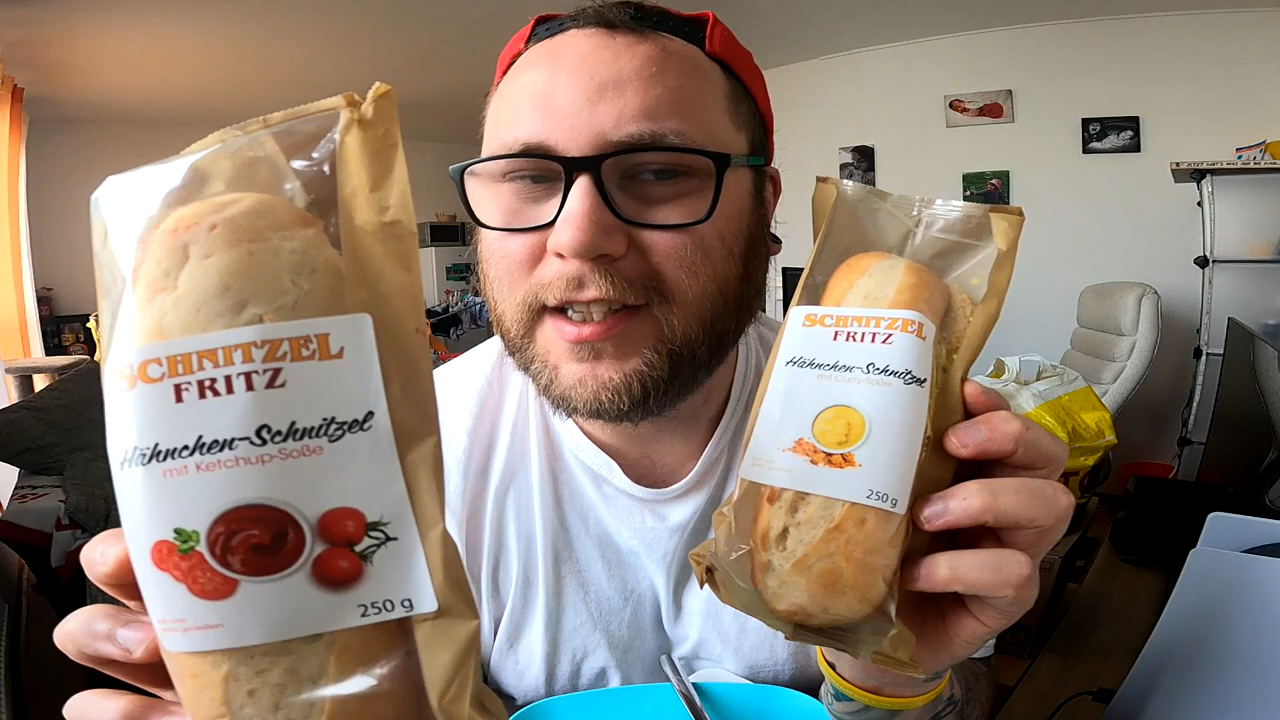 SCHNITZEL
FRITZ
Hähnchen-Schnitzel
mit Ketchup-Soße
250 g
SCHNITZEL
FRITZ
Hähnchen-Schnitzel
mit Curry-Soße
250 g